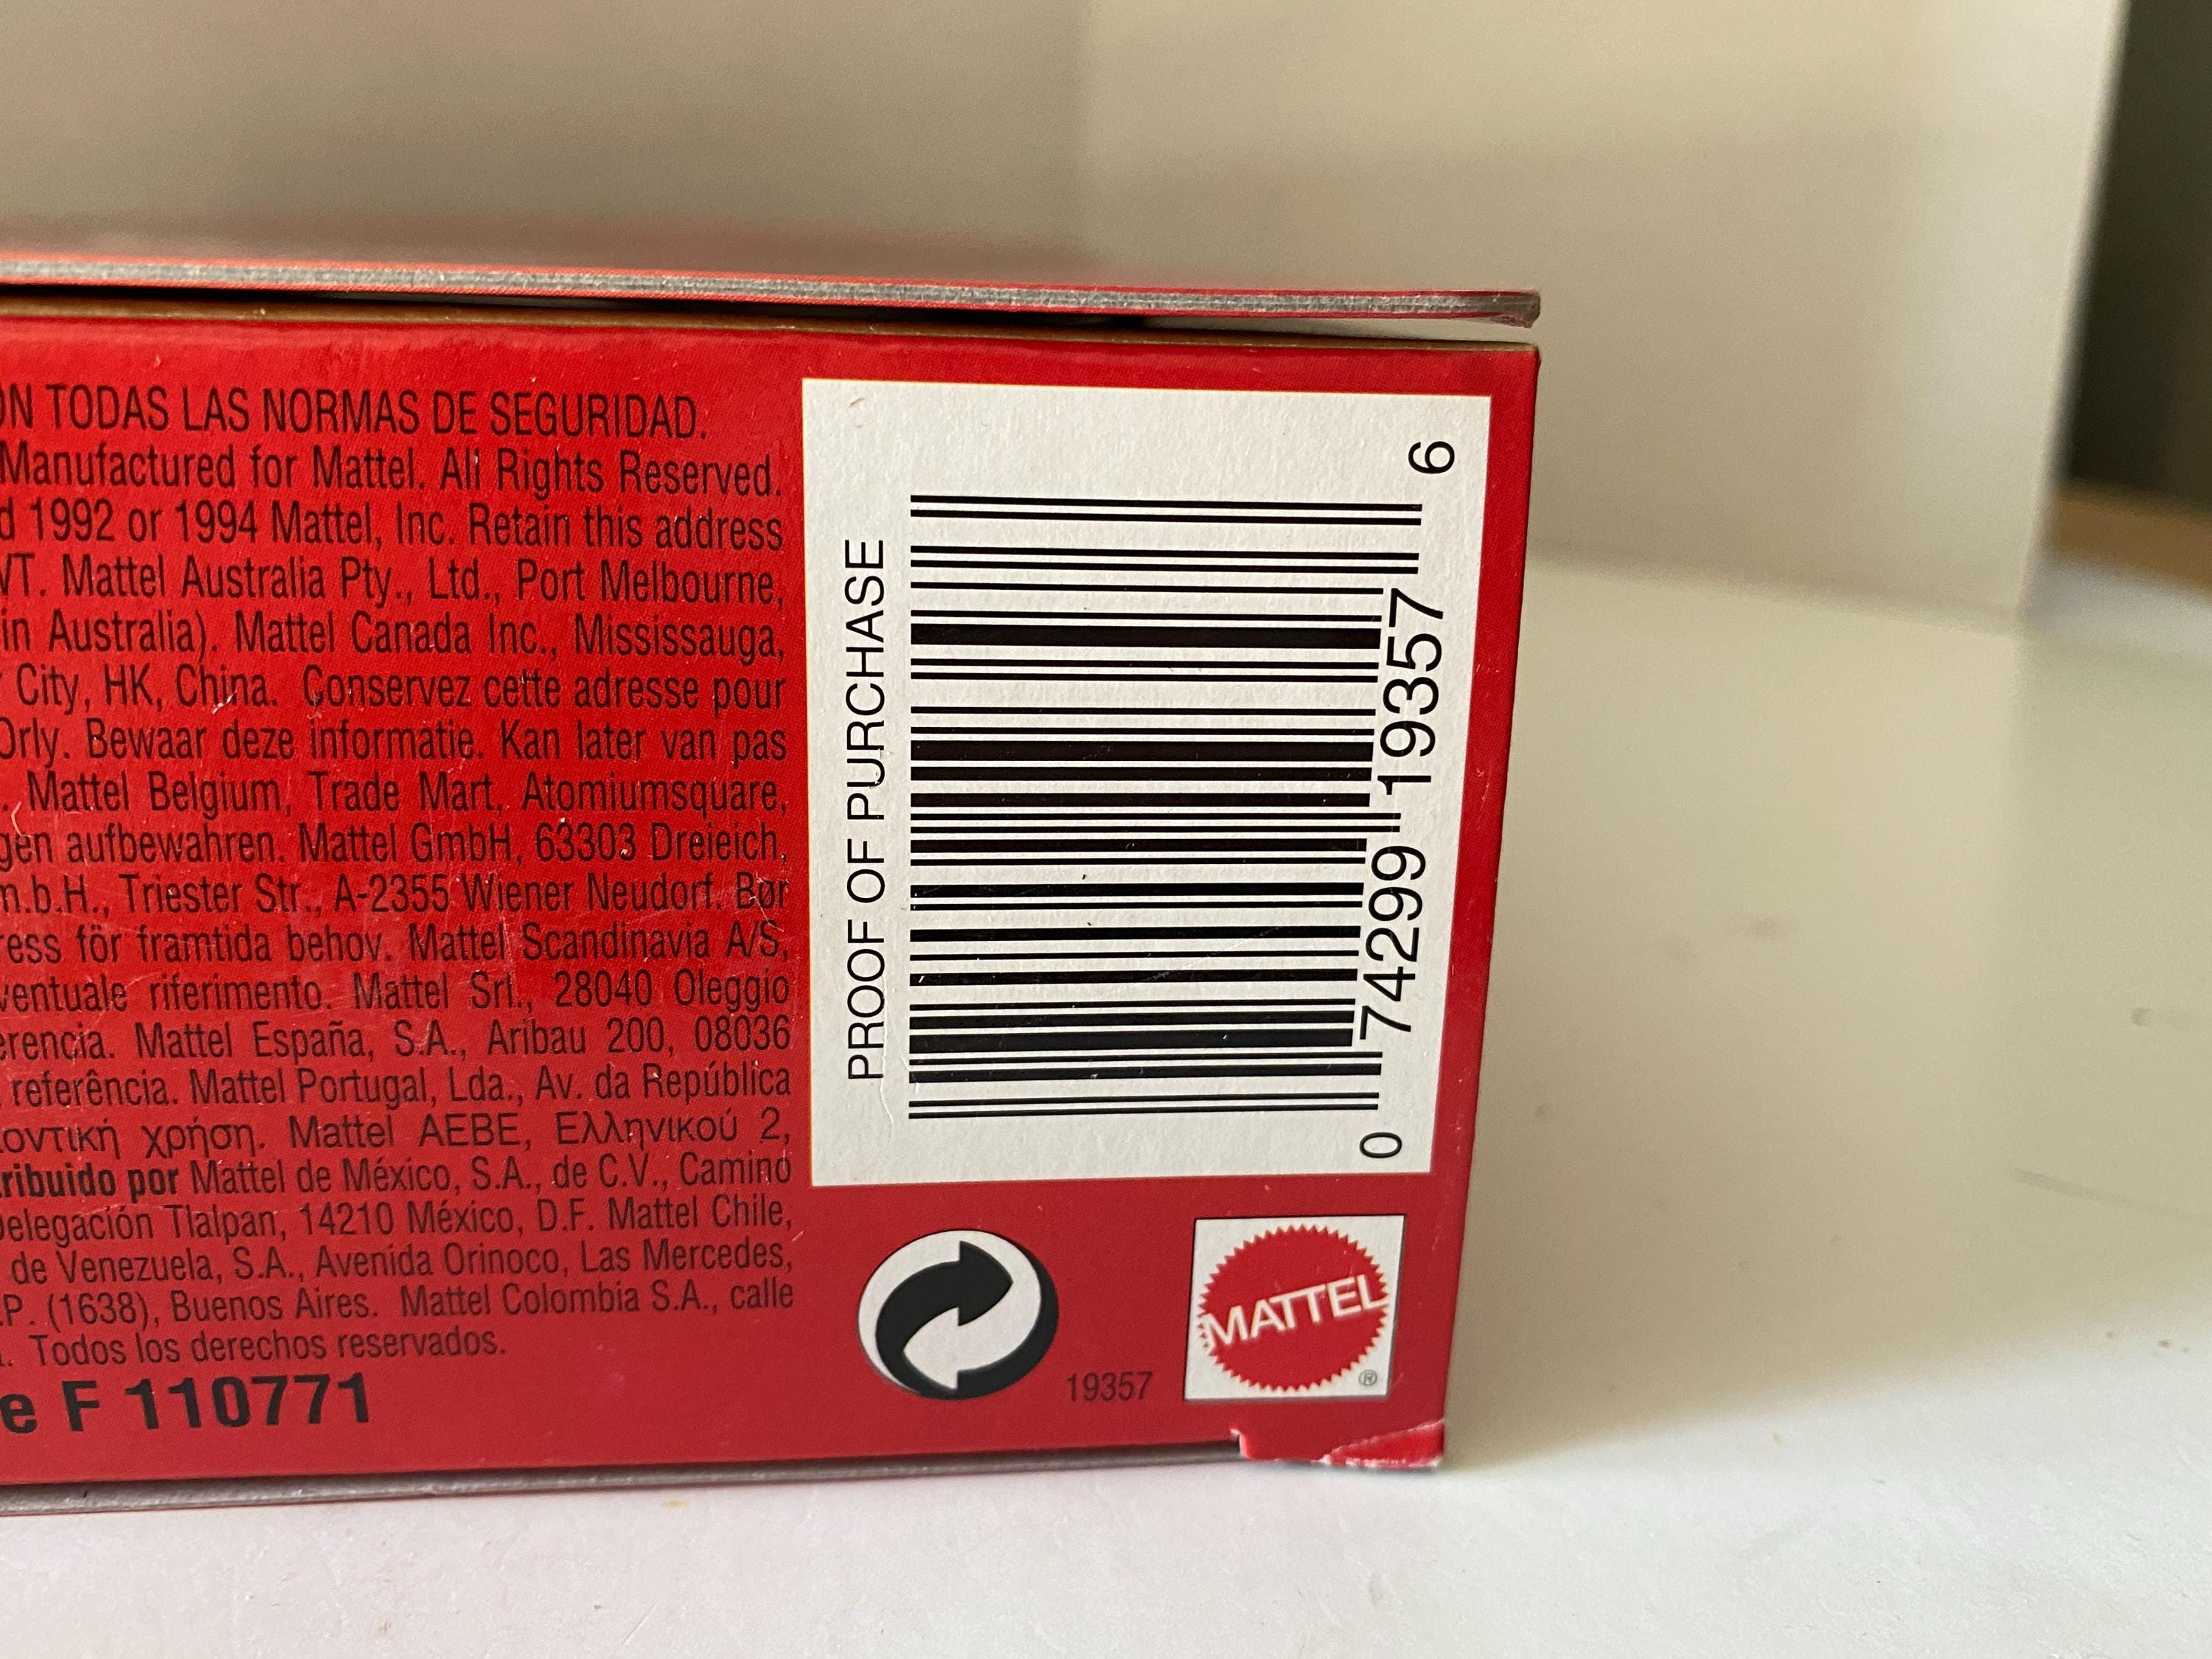 ON TODAS LAS NORMAS DE SEGURIDAD.
Manufactured for Mattel. All Rights Reserved.
d 1992 or 1994 Mattel, Inc. Retain this address
VT. Mattel Australia Pty., Ltd., Port Melbourne,
in Australia). Mattel Canada Inc., Mississauga,
City, HK, China. Conservez cette adresse pour
Orly. Bewaar deze informatie. Kan later van pas
. Mattel Belgium, Trade Mart, Atomiumsquare,
gen aufbewahren. Mattel GmbH, 63303 Dreieich,
m.b.H., Triester Str., A-2355 Wiener Neudorf. Bør
ress för framtida behov. Mattel Scandinavia A/S,
ventuale riferimento. Mattel Srl., 28040 Oleggio
erencia. Mattel España, S.A., Aribau 200, 08036
referência. Mattel Portugal, Lda., Av. da República
λοντική χρήση. Mattel AEBE, Ελληνικού 2,
tribuido por Mattel de México, S.A., de C.V., Camino
Delegación Tlalpan, 14210 México, D.F. Mattel Chile,
de Venezuela, S.A., Avenida Orinoco, Las Mercedes,
.P. (1638), Buenos Aires. Mattel Colombia S.A., calle
. Todos los derechos reservados.
e F 110771
PROOF OF PURCHASE
0 74299 19357 6
19357
MATTEL
®